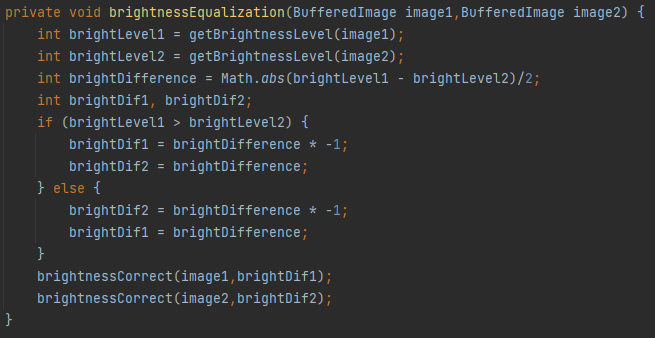 private void brightnessEqualization(BufferedImage image1,BufferedImage image2) {
    int brightLevel1 = getBrightnessLevel(image1);
    int brightLevel2 = getBrightnessLevel(image2);
    int brightDifference = Math.abs(brightLevel1 - brightLevel2)/2;
    int brightDif1, brightDif2;
    if (brightLevel1 > brightLevel2) {
        brightDif1 = brightDifference * -1;
        brightDif2 = brightDifference;
    } else {
        brightDif2 = brightDifference * -1;
        brightDif1 = brightDifference;
    }
    brightnessCorrect(image1,brightDif1);
    brightnessCorrect(image2,brightDif2);
}